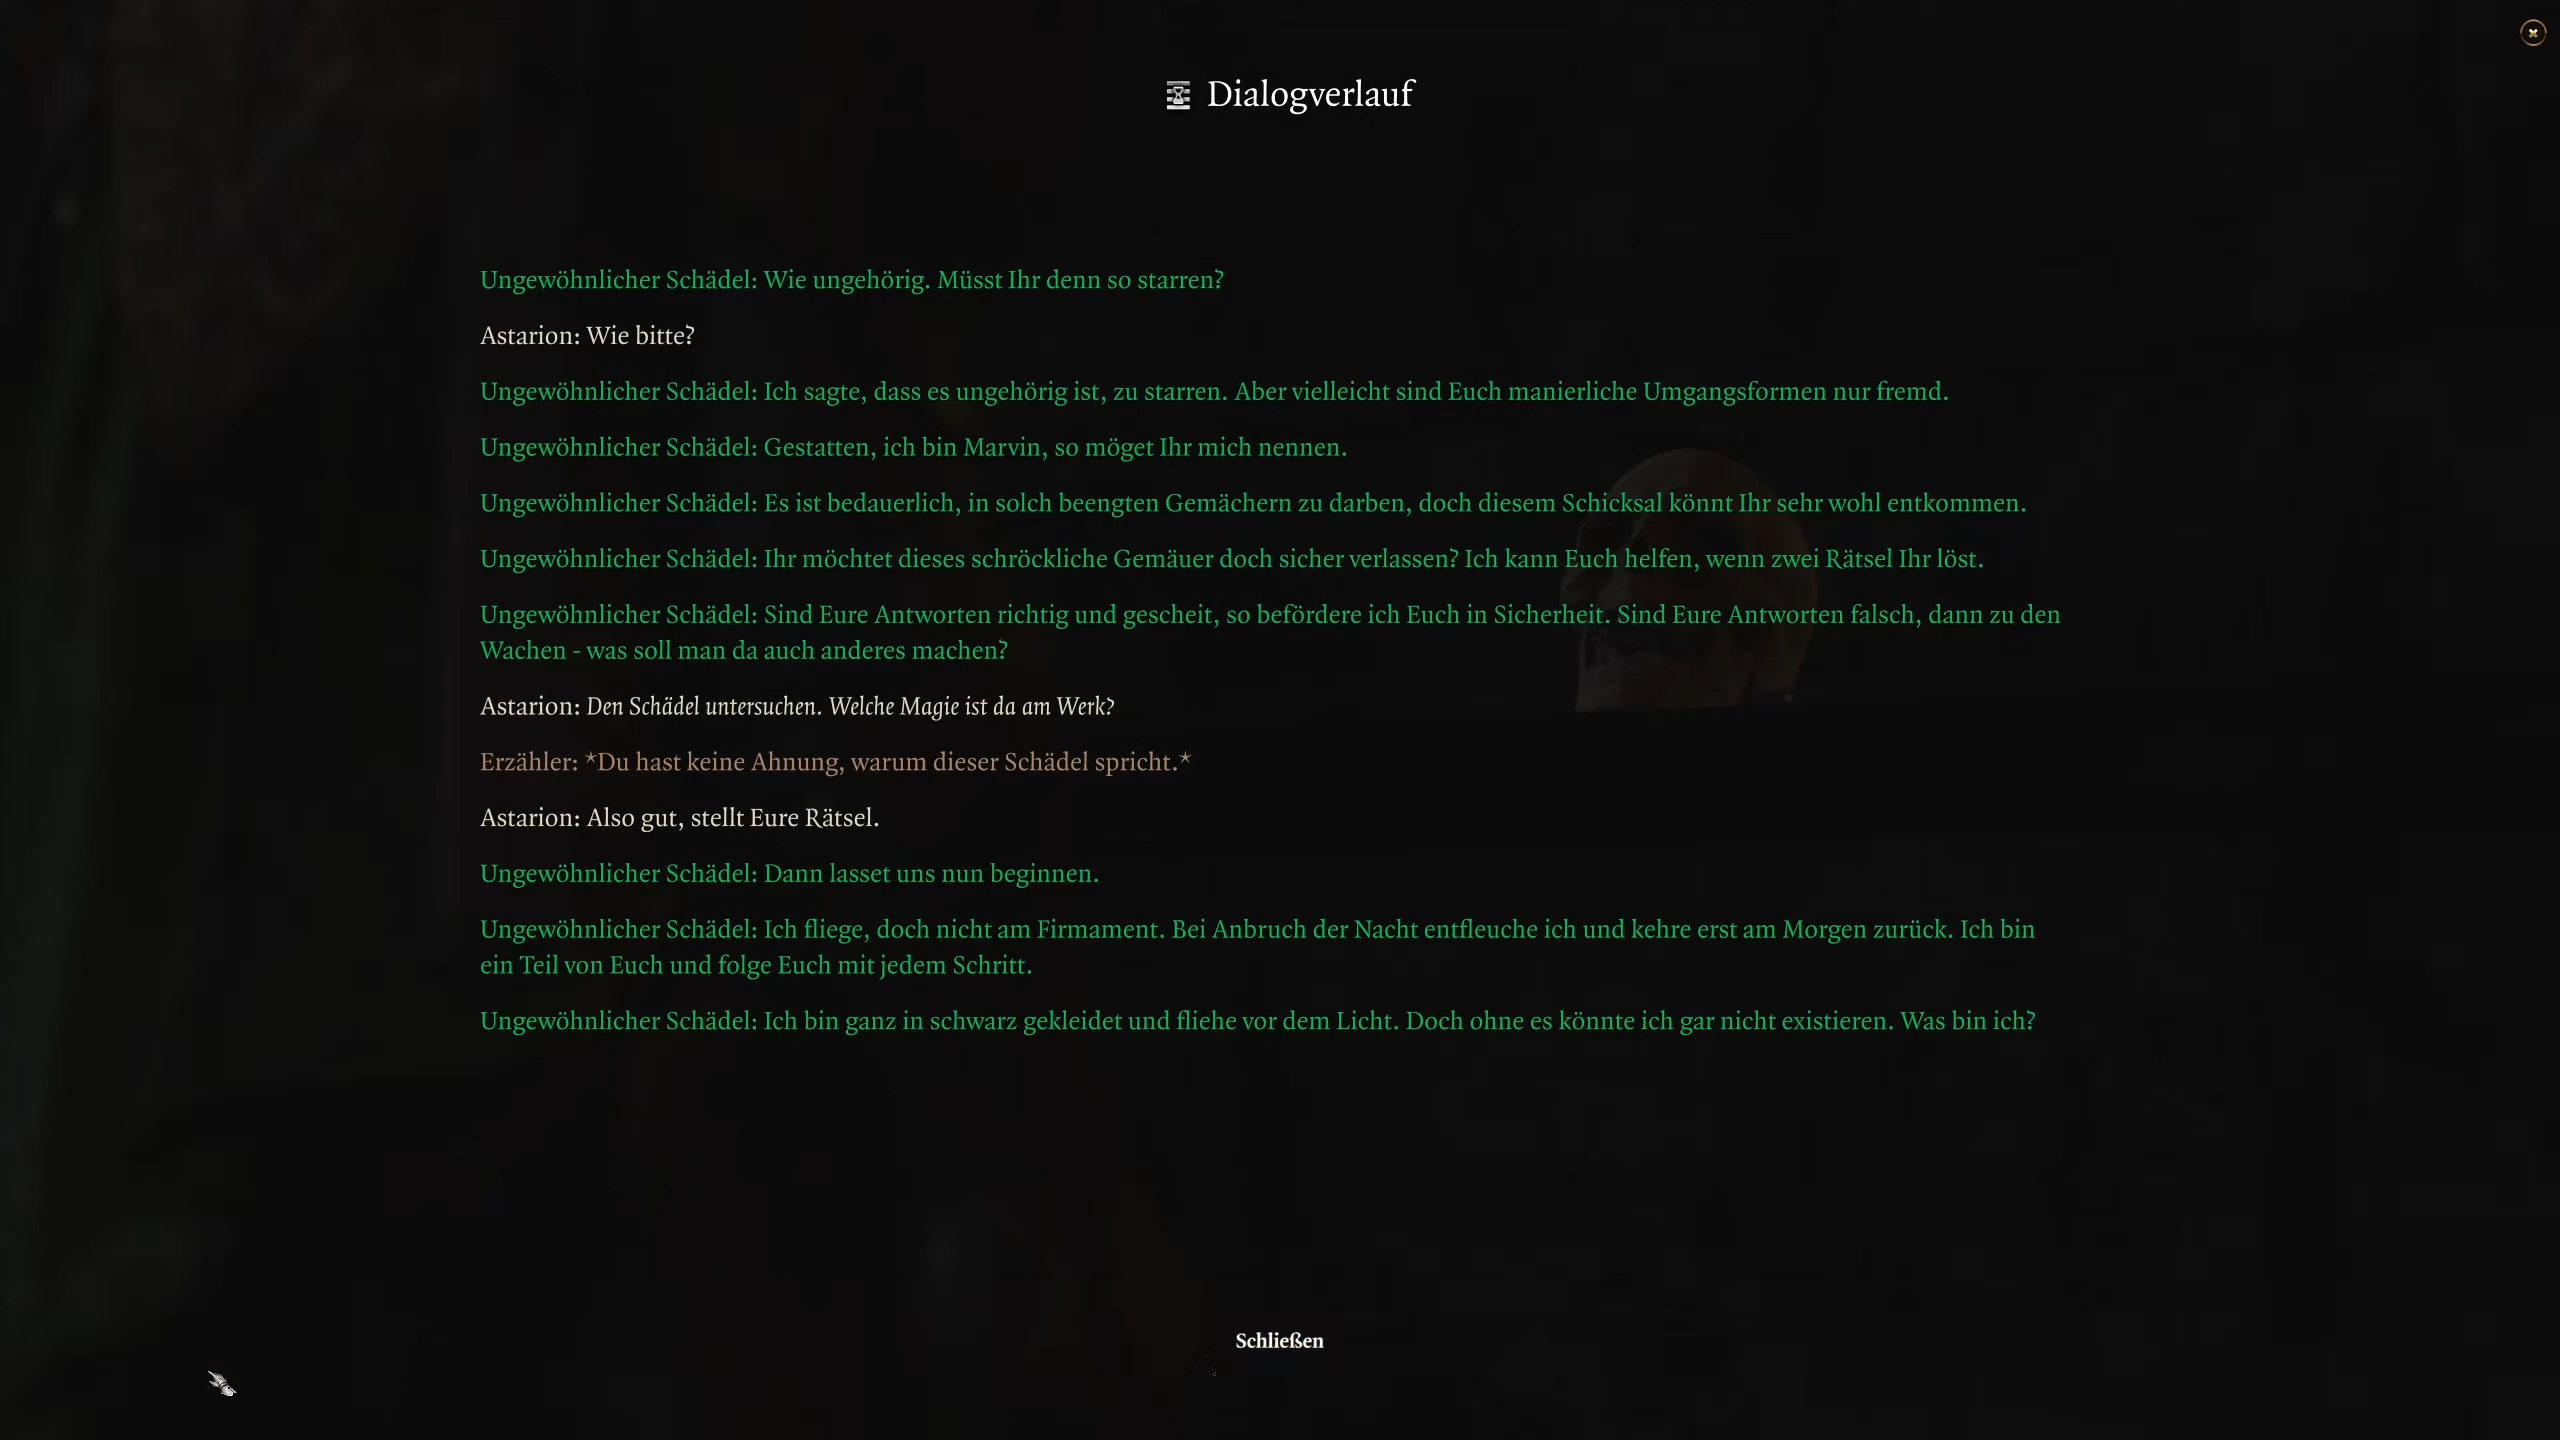 Dialogverlauf
Ungewöhnlicher Schädel: Wie ungehörig. Müsst Ihr denn so starren?
Astarion: Wie bitte?
Ungewöhnlicher Schädel: Ich sagte, dass es ungehörig ist, zu starren. Aber vielleicht sind Euch manierliche Umgangsformen nur fremd.
Ungewöhnlicher Schädel: Gestatten, ich bin Marvin, so möget Ihr mich nennen.
Ungewöhnlicher Schädel: Es ist bedauerlich, in solch beengten Gemächern zu darben, doch diesem Schicksal könnt Ihr sehr wohl entkommen.
Ungewöhnlicher Schädel: Ihr möchtet dieses schröckliche Gemäuer doch sicher verlassen? Ich kann Euch helfen, wenn zwei Rätsel Ihr löst.
Ungewöhnlicher Schädel: Sind Eure Antworten richtig und gescheit, so befördere ich Euch in Sicherheit. Sind Eure Antworten falsch, dann zu den
Wachen - was soll man da auch anderes machen?
Astarion: Den Schädel untersuchen. Welche Magie ist da am Werk?
Erzähler: *Du hast keine Ahnung, warum dieser Schädel spricht.*
Astarion: Also gut, stellt Eure Rätsel.
Ungewöhnlicher Schädel: Dann lasset uns nun beginnen.
Ungewöhnlicher Schädel: Ich fliege, doch nicht am Firmament. Bei Anbruch der Nacht entfleuche ich und kehre erst am Morgen zurück. Ich bin
ein Teil von Euch und folge Euch mit jedem Schritt.
Ungewöhnlicher Schädel: Ich bin ganz in schwarz gekleidet und fliehe vor dem Licht. Doch ohne es könnte ich gar nicht existieren. Was bin ich?
Schließen